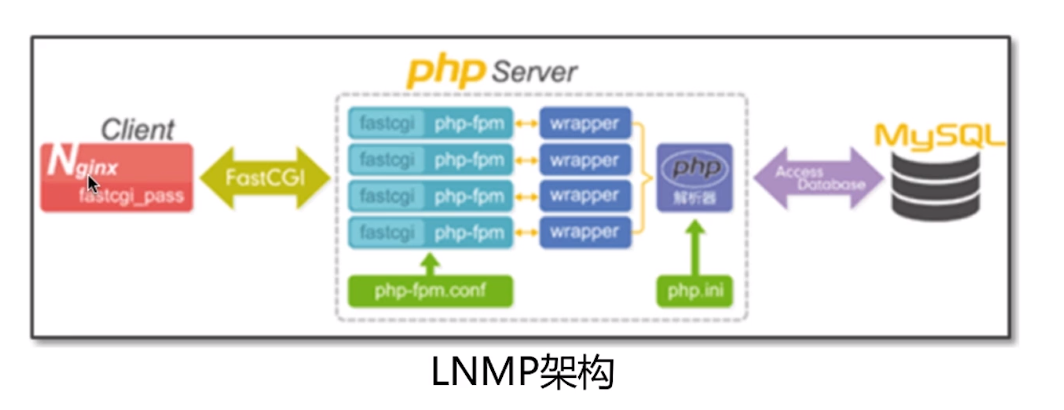 php Server
Client
Nginx
fastcgi_pass
FastCGI
fastcgi php-fpm wrapper
fastcgi php-fpm wrapper
fastcgi php-fpm wrapper
fastcgi php-fpm wrapper
php-fpm.conf
php
解析器
php.ini
Access
Database
MySQL
LNMP架构